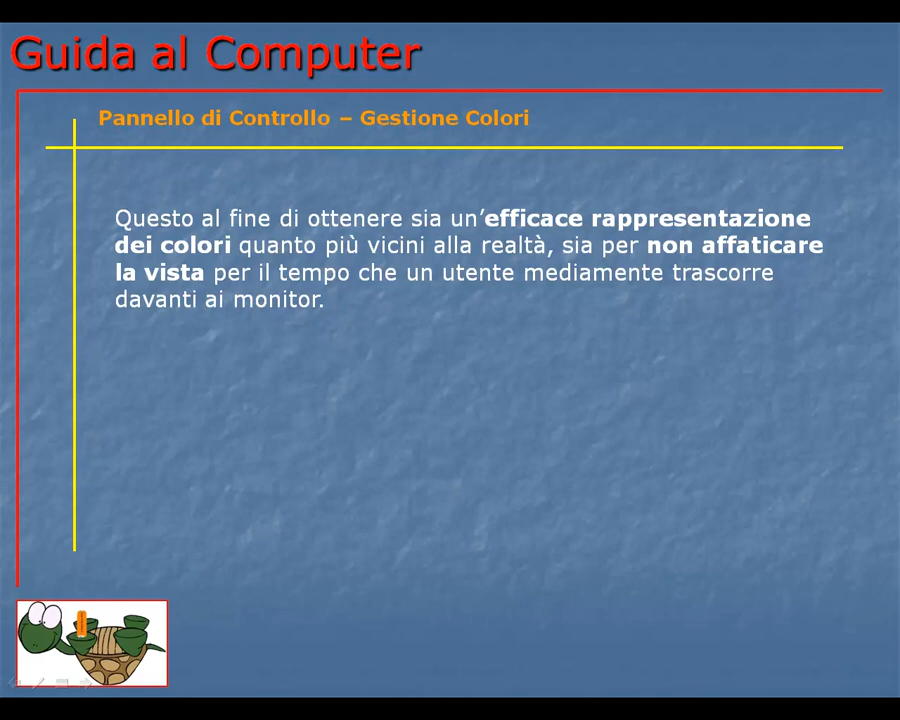 Guida al Computer
Pannello di Controllo – Gestione Colori
Questo al fine di ottenere sia un’efficace rappresentazione
dei colori quanto più vicini alla realtà, sia per non affaticare
la vista per il tempo che un utente mediamente trascorre
davanti ai monitor.